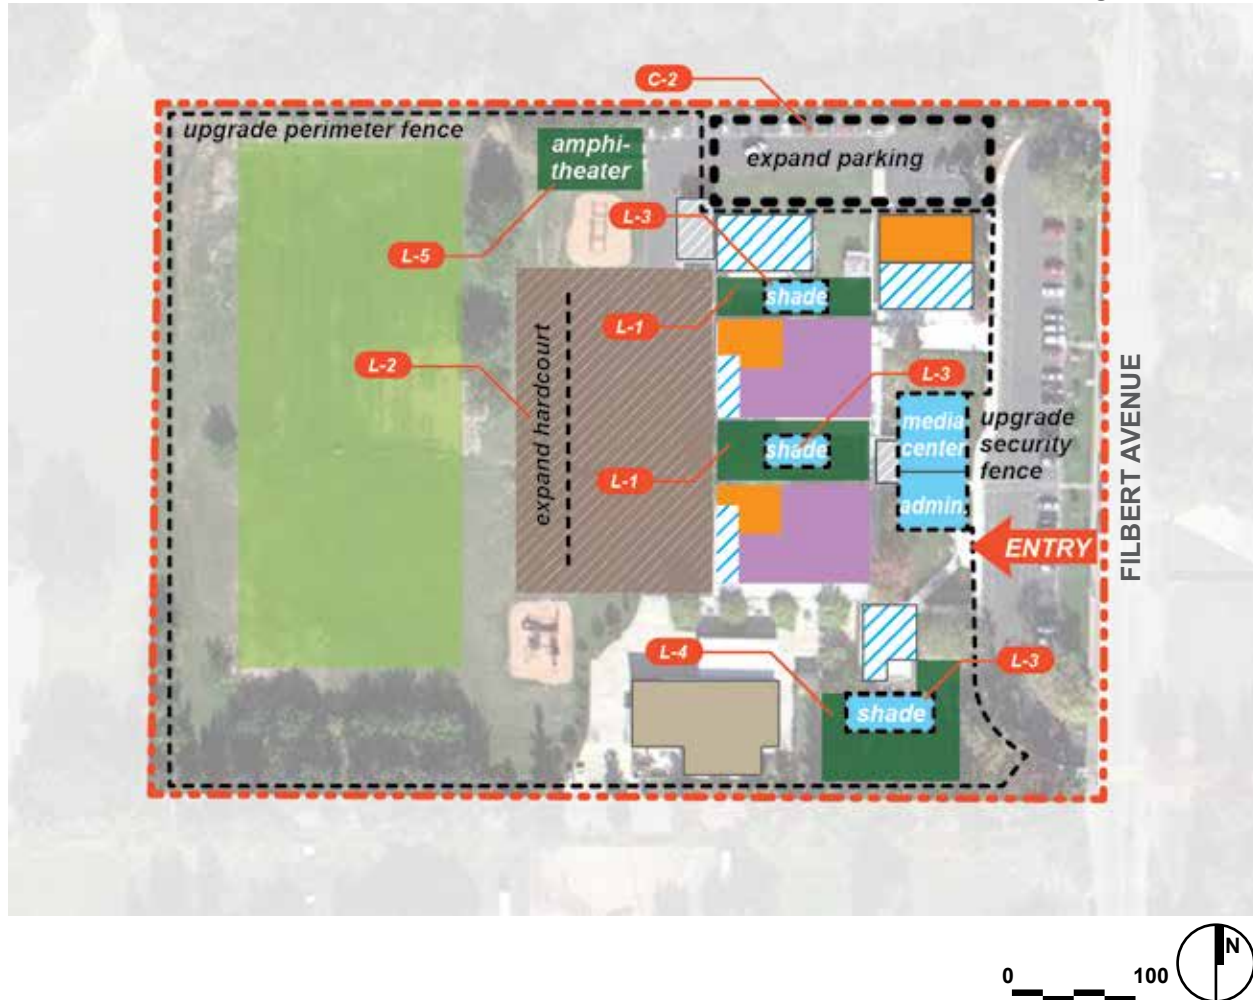 C-2
upgrade perimeter fence
amphi-
theater
expand parking
L-3
L-5
shade
L-1
L-2
expand hardcourt
L-3
media
center
upgrade
security
fence
shade
L-1
admin.
ENTRY
FILBERT AVENUE
L-4
L-3
shade
N
0
100